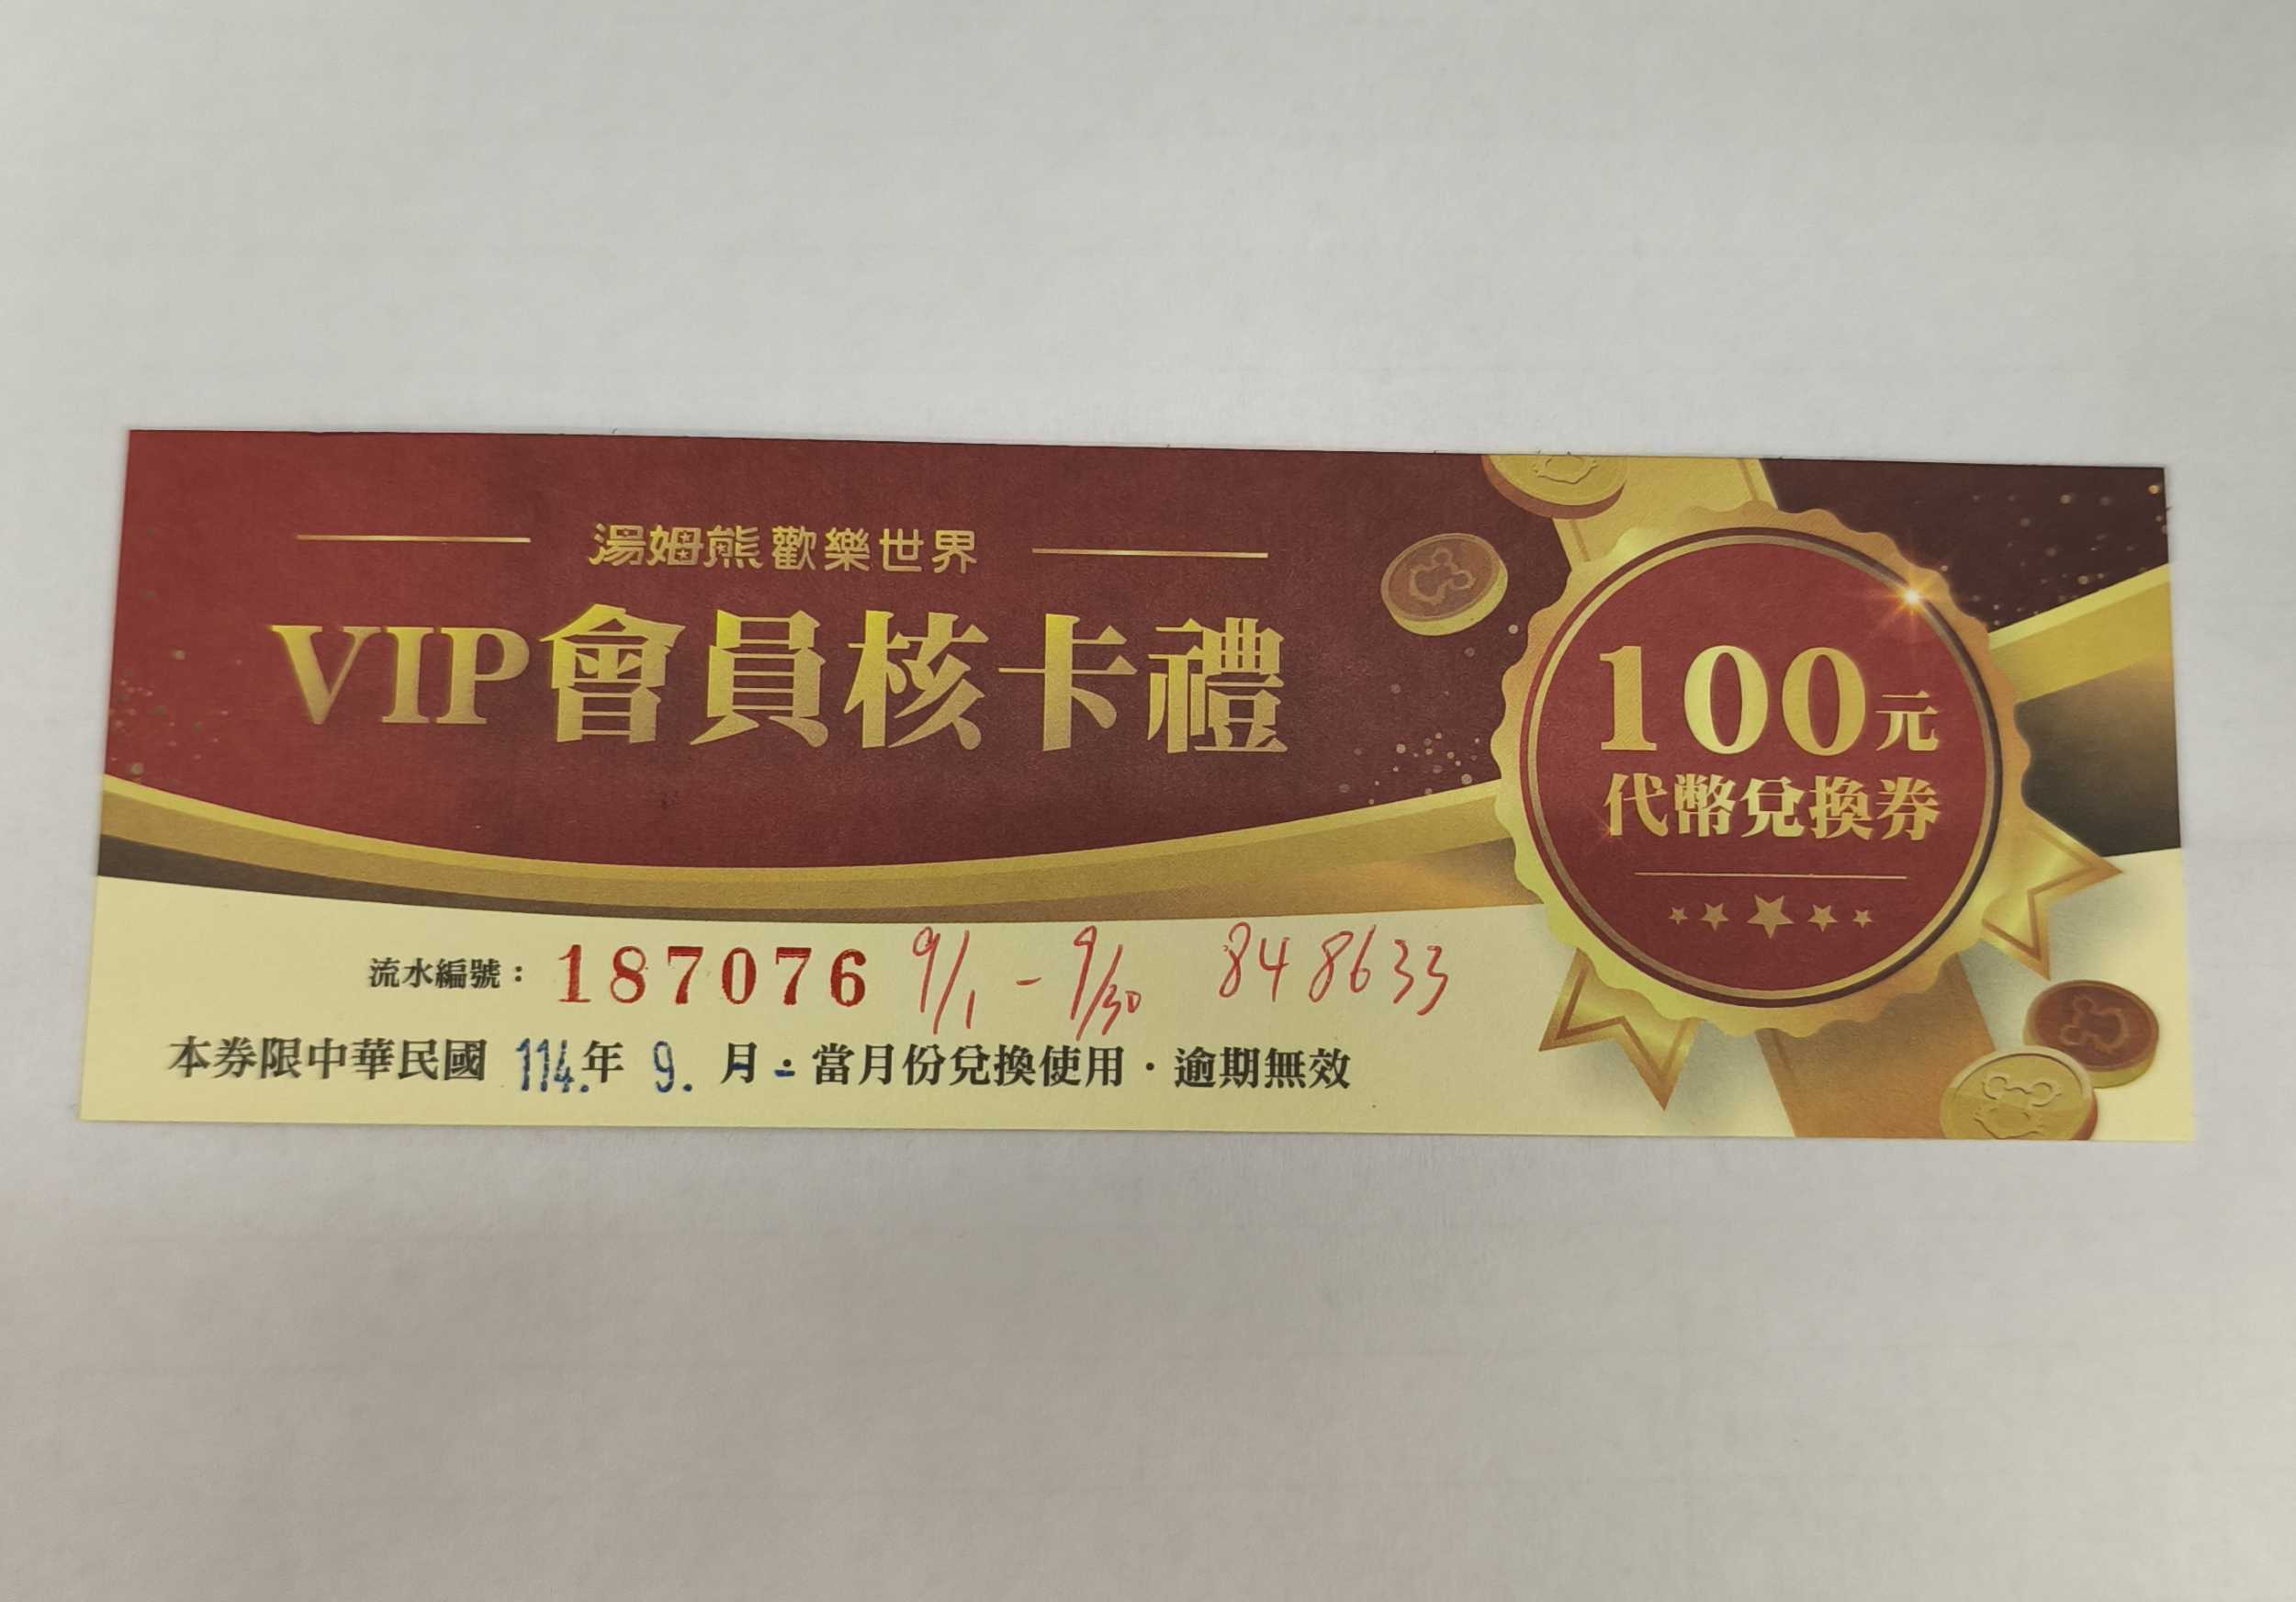 湯姆熊歡樂世界
VIP會員核卡禮
100元
代幣兌換券
流水編號：187076 9/1 - 9/30 848633
本券限中華民國 114.年 9. 月．當月份兌換使用．逾期無效